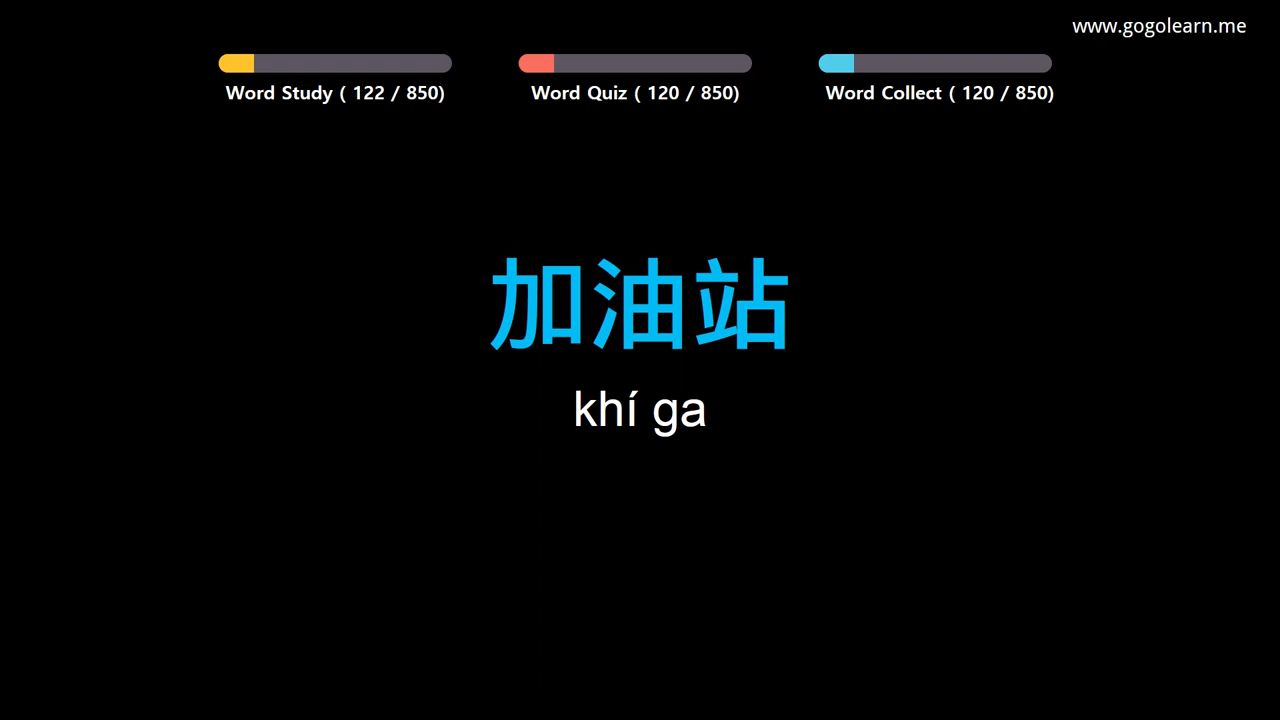 www.gogolearn.me
Word Study ( 122 / 850)
Word Quiz ( 120 / 850)
Word Collect ( 120 / 850)
加油站
khí ga